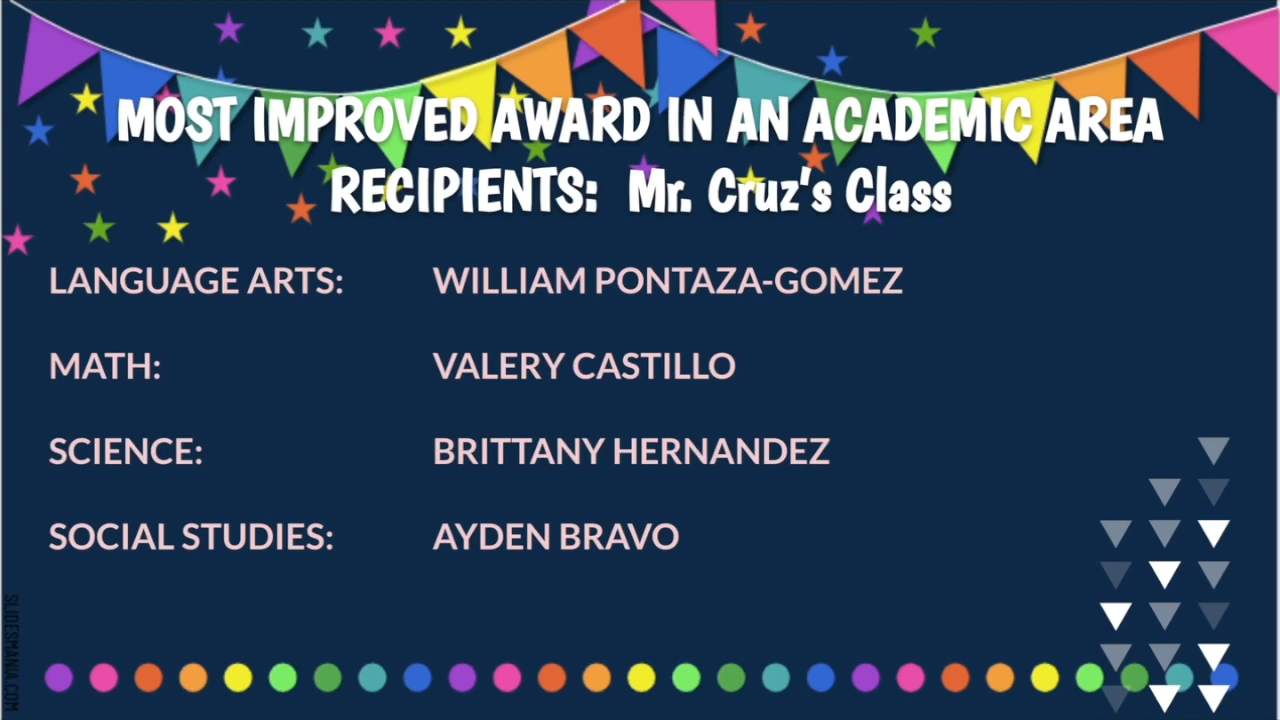 MOST IMPROVED AWARD IN AN ACADEMIC AREA
RECIPIENTS: Mr. Cruz's Class
LANGUAGE ARTS: WILLIAM PONTAZA-GOMEZ
MATH: VALERY CASTILLO
SCIENCE: BRITTANY HERNANDEZ
SOCIAL STUDIES: AYDEN BRAVO
SLIDESMANIA.COM